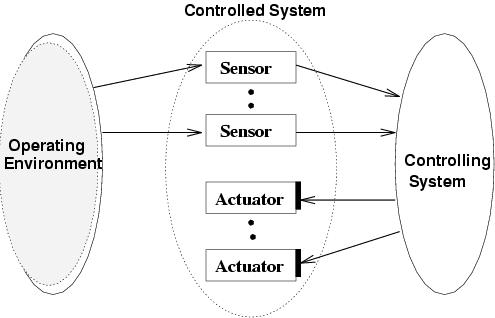 Controlled System
Sensor
Sensor
Operating
Environment
Controlling
System
Actuator
Actuator